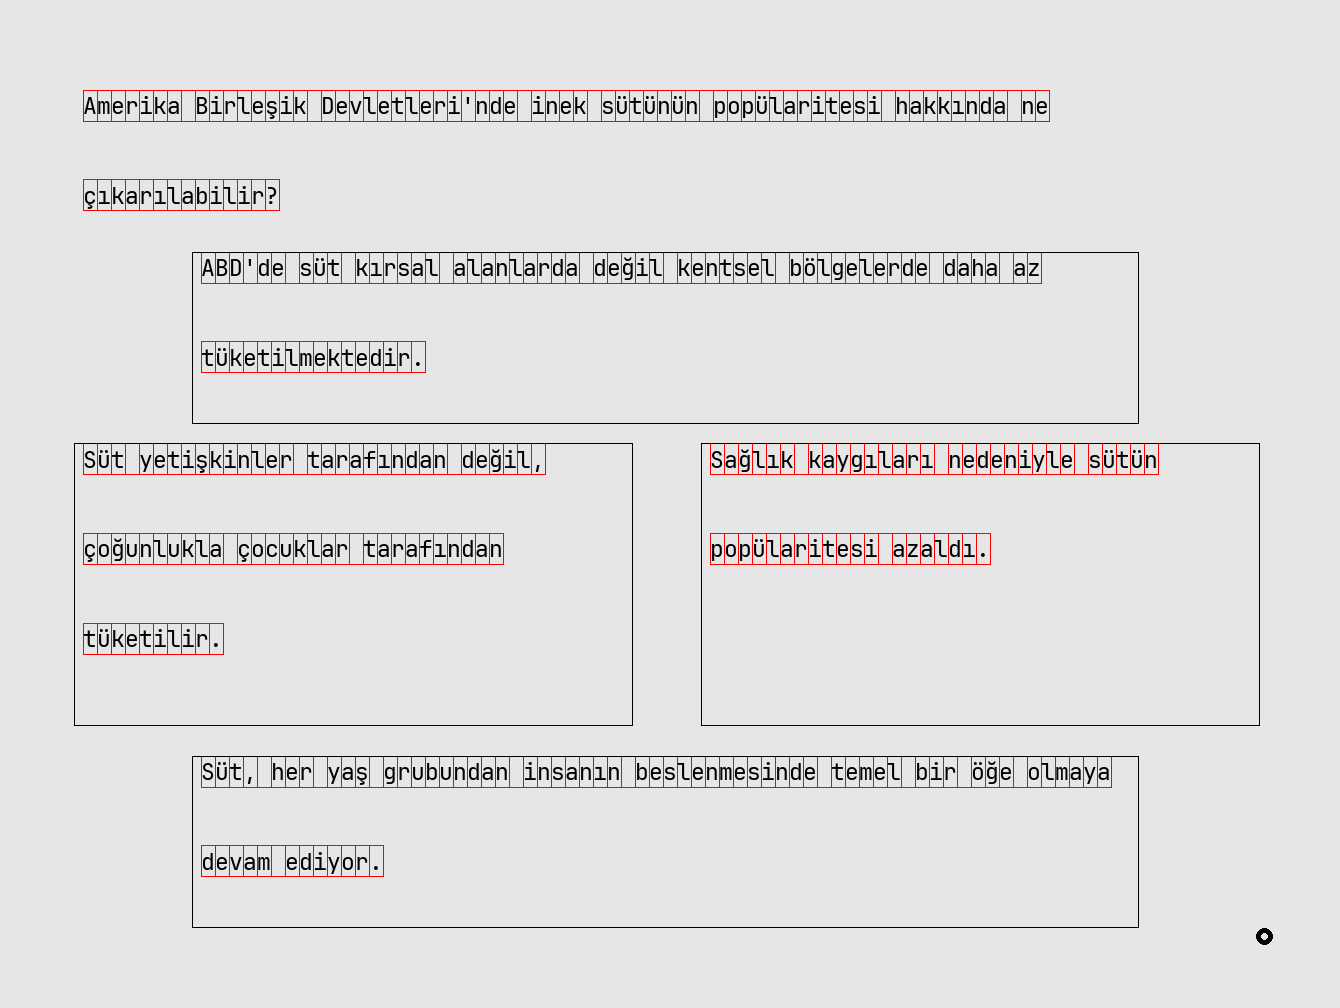 Amerika Birleşik Devletleri'nde inek sütünün popülaritesi hakkında ne
çıkarılabilir?
ABD'de süt kırsal alanlarda değil kentsel bölgelerde daha az
tüketilmektedir.
Süt yetişkinler tarafından değil,
çoğunlukla çocuklar tarafından
tüketilir.
Sağlık kaygıları nedeniyle sütün
popülaritesi azaldı.
Süt, her yaş grubundan insanın beslenmesinde temel bir öğe olmaya
devam ediyor.